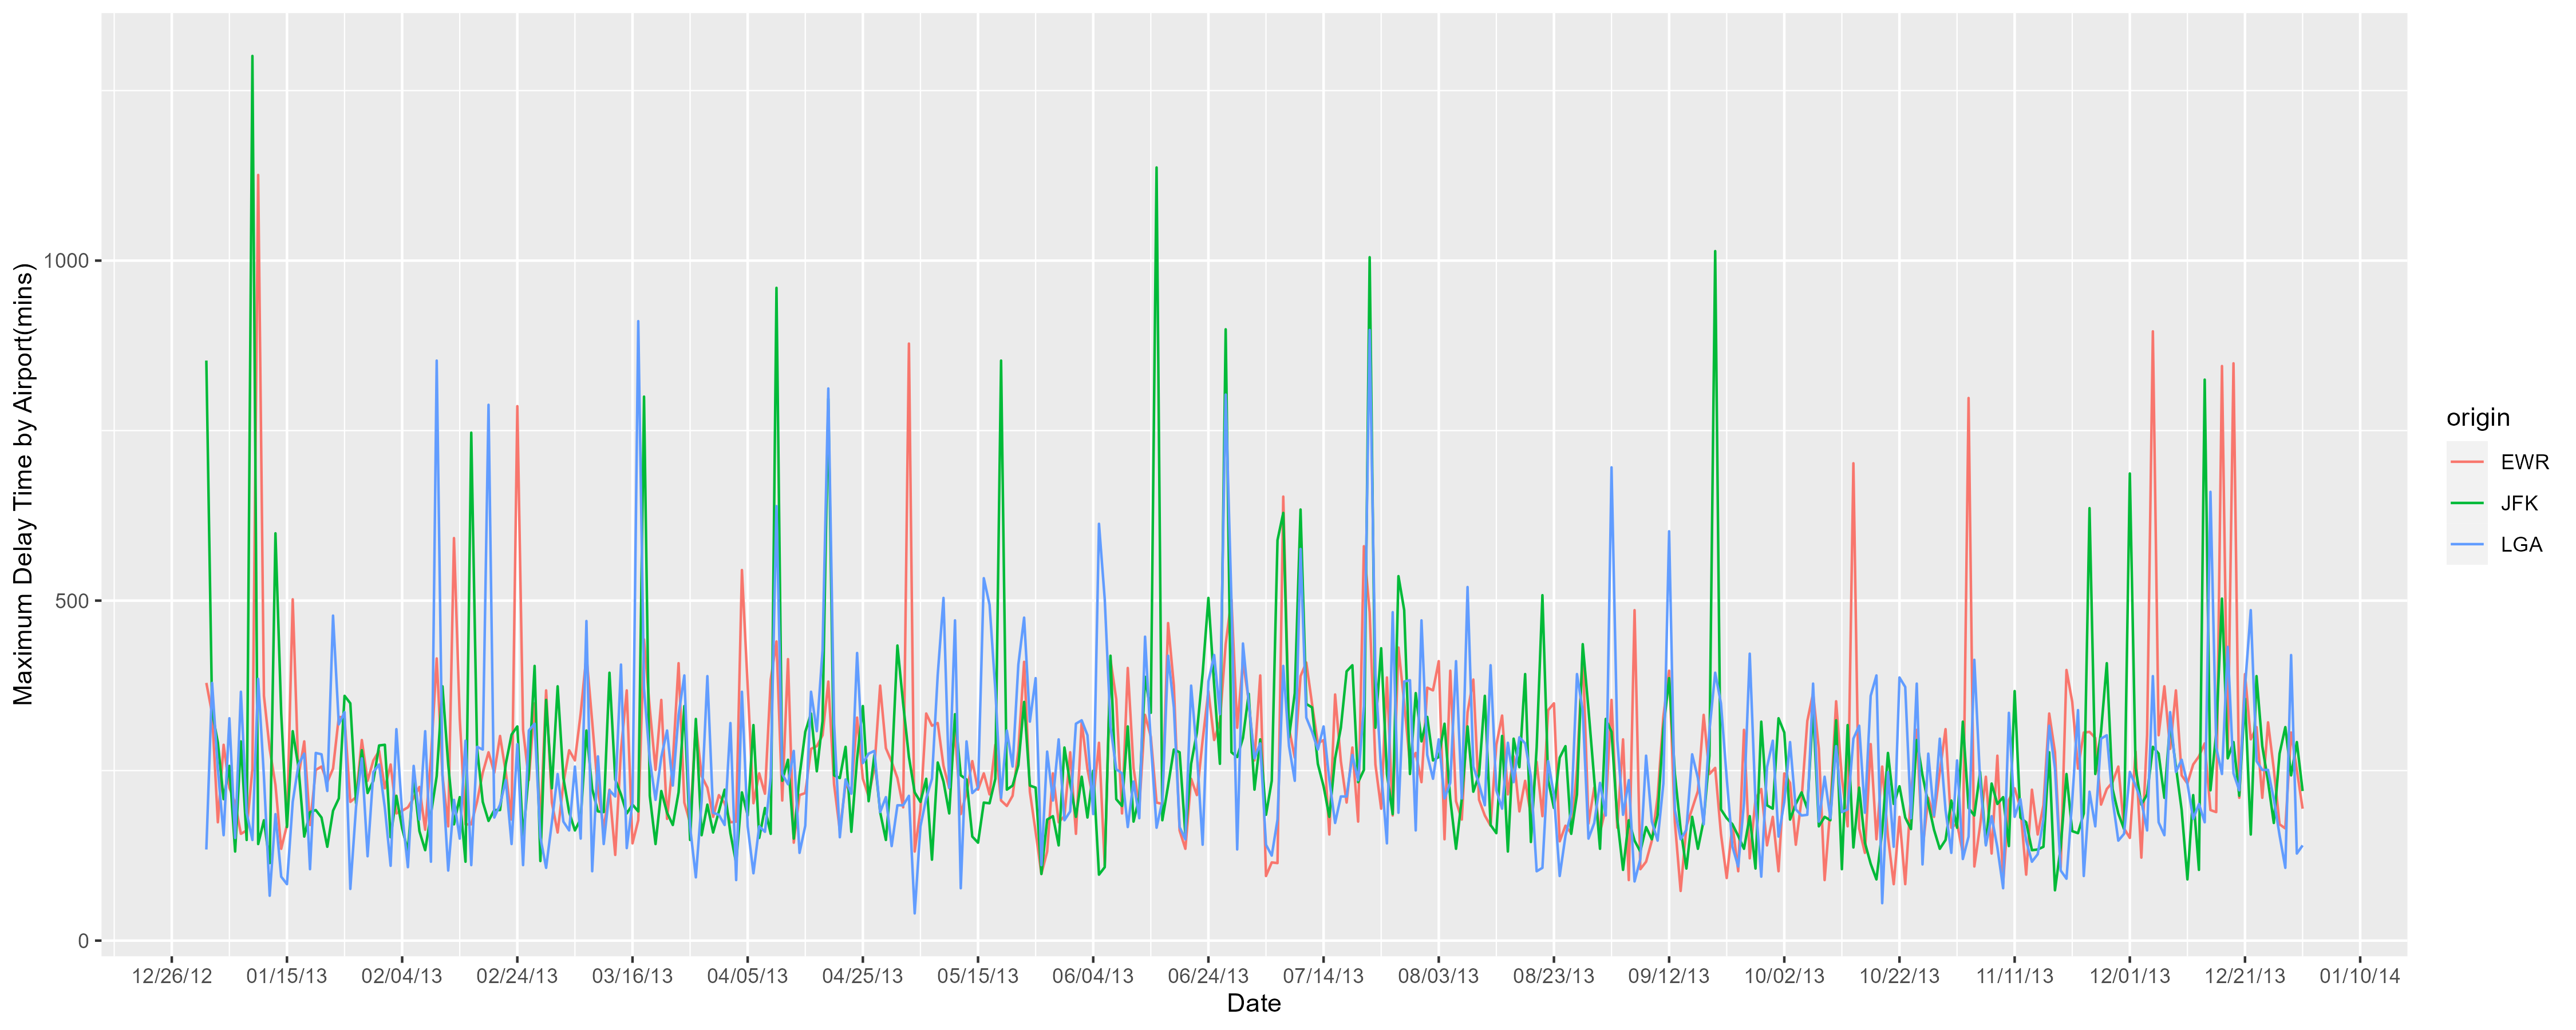 Maximum Delay Time by Airport(mins)
1000
500
0
12/26/12 01/15/13 02/04/13 02/24/13 03/16/13 04/05/13 04/25/13 05/15/13 06/04/13 06/24/13 07/14/13 08/03/13 08/23/13 09/12/13 10/02/13 10/22/13 11/11/13 12/01/13 12/21/13 01/10/14
Date
origin
EWR
JFK
LGA